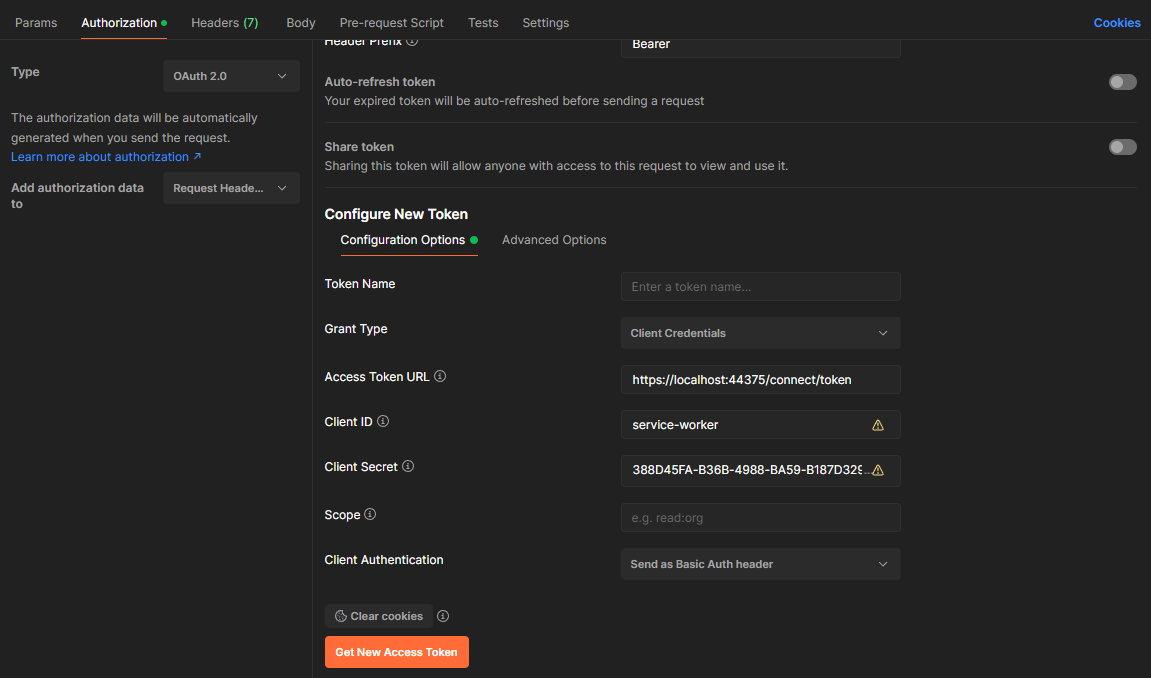 Params Authorization Headers (7) Body Pre-request Script Tests Settings Cookies
Type OAuth 2.0
The authorization data will be automatically
generated when you send the request.
Learn more about authorization ↗
Add authorization data
to
Request Heade...
Header Prefix Bearer
Auto-refresh token
Your expired token will be auto-refreshed before sending a request
Share token
Sharing this token will allow anyone with access to this request to view and use it.
Configure New Token
Configuration Options Advanced Options
Token Name Enter a token name...
Grant Type Client Credentials
Access Token URL https://localhost:44375/connect/token
Client ID service-worker
Client Secret 388D45FA-B36B-4988-BA59-B187D329...
Scope e.g. read:org
Client Authentication Send as Basic Auth header
Clear cookies
Get New Access Token